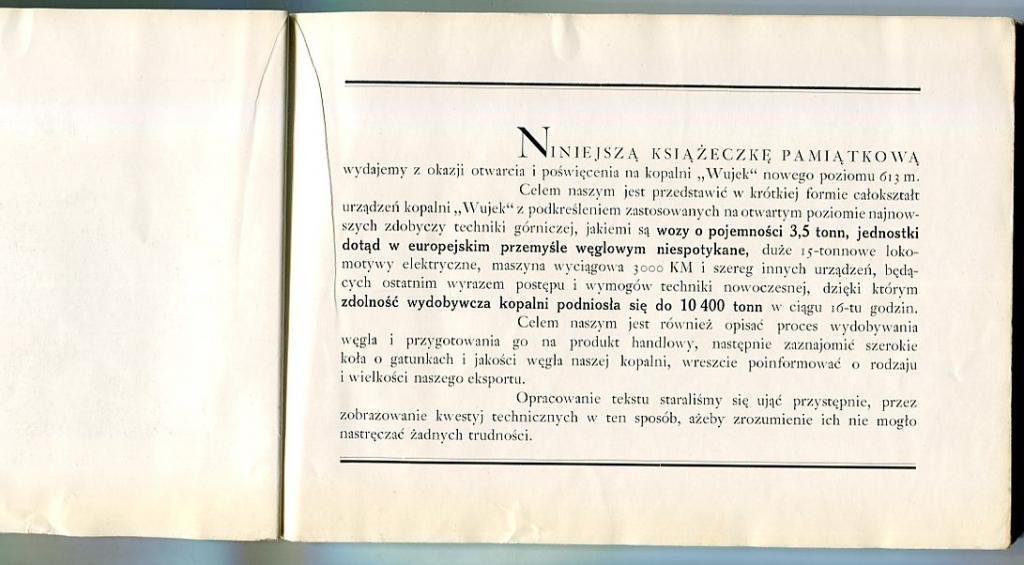 NINIEJSZĄ KSIĄŻECZKĘ PAMIĄTKOWĄ
wydajemy z okazji otwarcia i poświęcenia na kopalni „Wujek“ nowego poziomu 613 m.
Celem naszym jest przedstawić w krótkiej formie całokształt
urządzeń kopalni „Wujek“ z podkreśleniem zastosowanych na otwartym poziomie najnow-
szych zdobyczy techniki górniczej, jakiemi są wozy o pojemności 3,5 tonn, jednostki
dotąd w europejskim przemyśle węglowym niespotykane, duże 15-tonnowe loko-
motywy elektryczne, maszyna wyciągowa 3000 KM i szereg innych urządzeń, będą-
cych ostatnim wyrazem postępu i wymogów techniki nowoczesnej, dzięki którym
zdolność wydobywcza kopalni podniosła się do 10 400 tonn w ciągu 16-tu godzin.
Celem naszym jest również opisać proces wydobywania
węgla i przygotowania go na produkt handlowy, następnie zaznajomić szerokie
koła o gatunkach i jakości węgla naszej kopalni, wreszcie poinformować o rodzaju
i wielkości naszego eksportu.
Opracowanie tekstu staraliśmy się ująć przystępnie, przez
zobrazowanie kwestyj technicznych w ten sposób, ażeby zrozumienie ich nie mogło
nastręczać żadnych trudności.